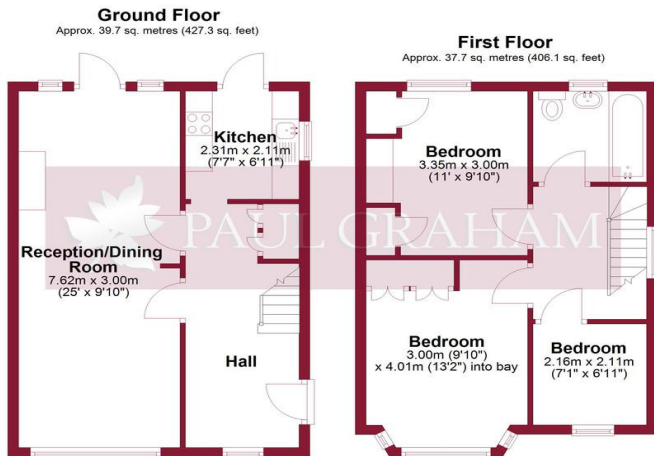 Ground Floor
Approx. 39.7 sq. metres (427.3 sq. feet)
Kitchen
2.31m x 2.11m
(7'7" x 6'11")
Reception/Dining
Room
7.62m x 3.00m
(25' x 9'10")
Hall
First Floor
Approx. 37.7 sq. metres (406.1 sq. feet)
Bedroom
3.35m x 3.00m
(11' x 9'10")
Bedroom
3.00m (9'10")
x 4.01m (13'2") into bay
Bedroom
2.16m x 2.11m
(7'1" x 6'11")
PAUL GRAHAM